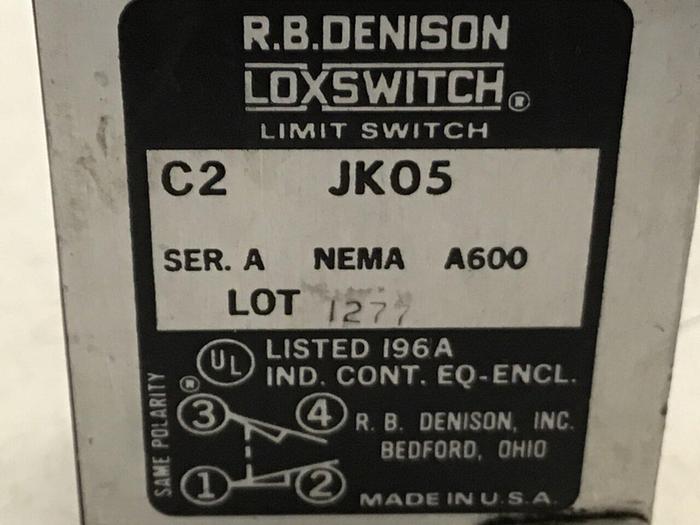 R.B.DENISON
LOXSWITCH®
LIMIT SWITCH
C2 JK05
SER. A NEMA A600
LOT 1277
UL ® LISTED 196A
IND. CONT. EQ-ENCL.
SAME POLARITY
3 4
1 2
R. B. DENISON, INC.
BEDFORD, OHIO
MADE IN U.S.A.